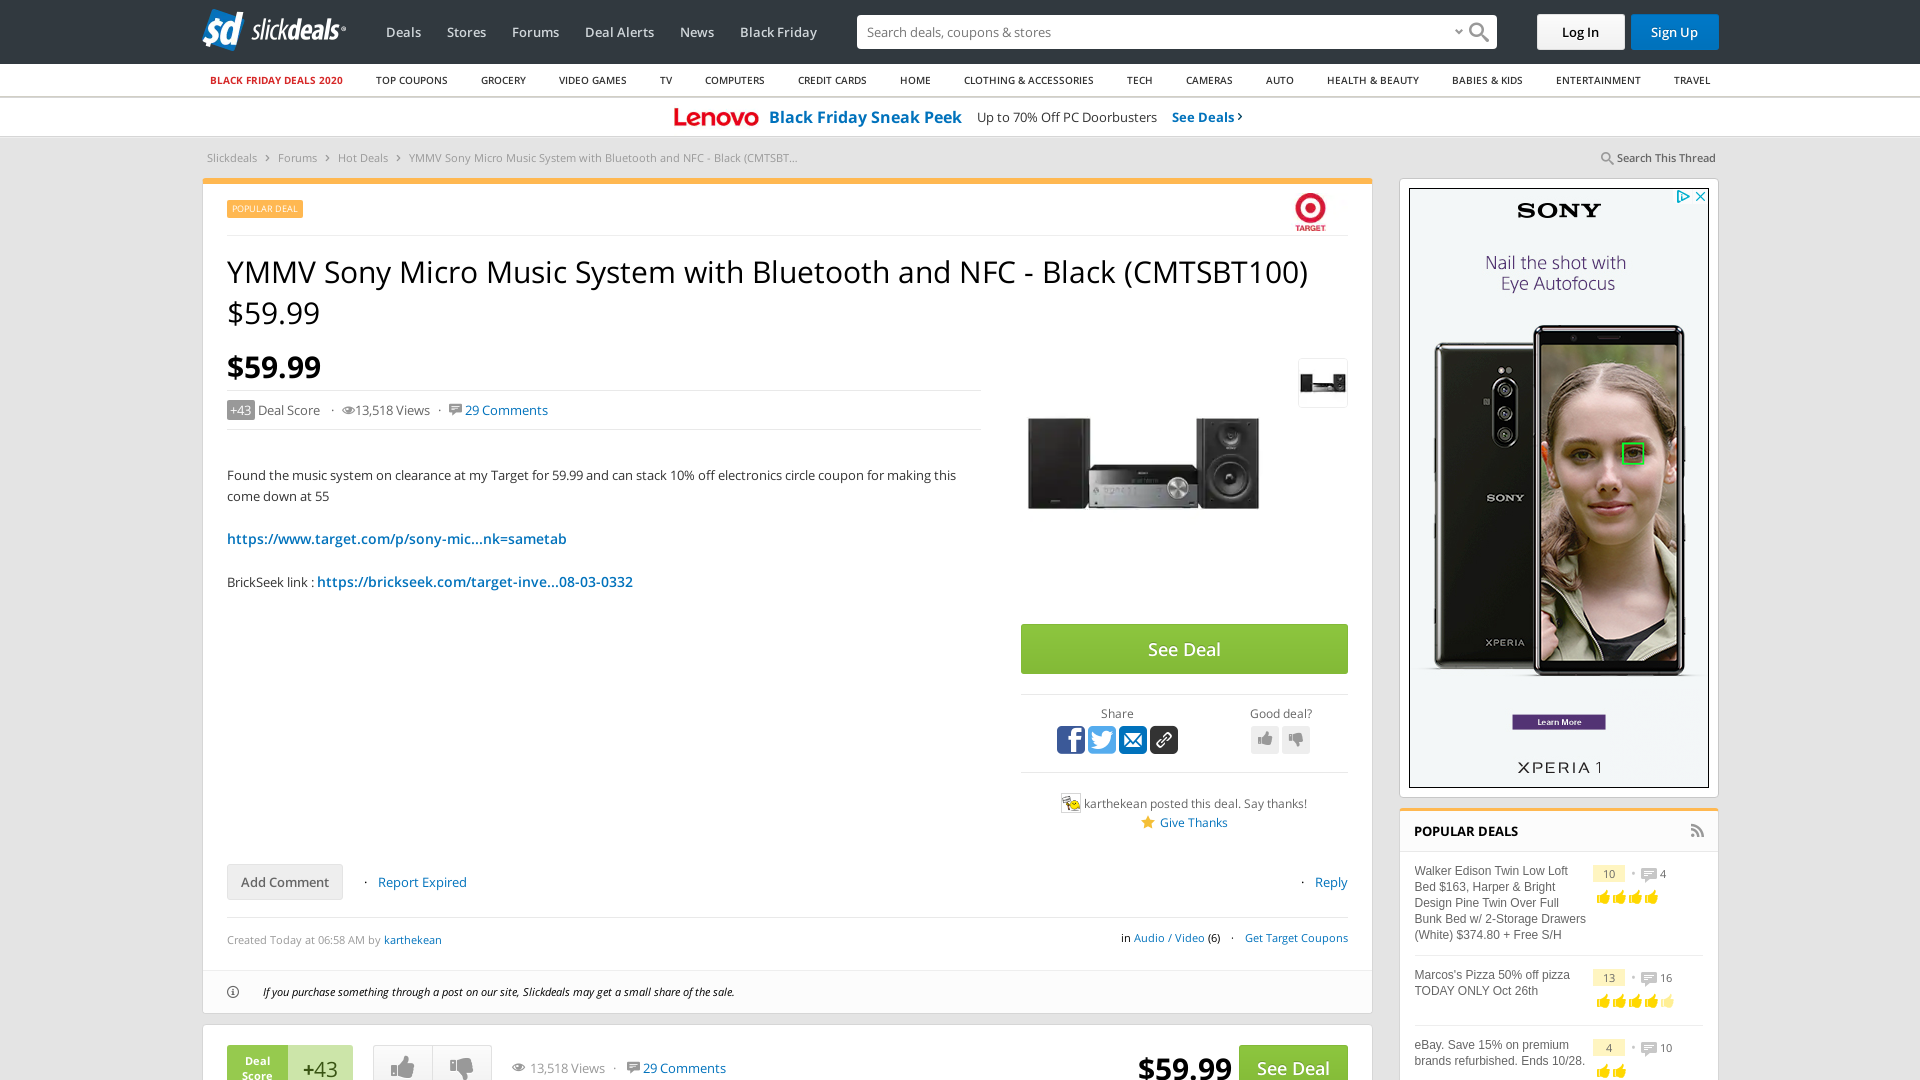 sd slickdeals
Deals Stores Forums Deal Alerts News Black Friday
Search deals, coupons & stores
Log In
Sign Up
BLACK FRIDAY DEALS 2020 TOP COUPONS GROCERY VIDEO GAMES TV COMPUTERS CREDIT CARDS HOME CLOTHING & ACCESSORIES TECH CAMERAS AUTO HEALTH & BEAUTY BABIES & KIDS ENTERTAINMENT TRAVEL
Lenovo Black Friday Sneak Peek Up to 70% Off PC Doorbusters See Deals
Slickdeals › Forums › Hot Deals › YMMV Sony Micro Music System with Bluetooth and NFC - Black (CMTSBT...
Search This Thread
POPULAR DEAL
TARGET
YMMV Sony Micro Music System with Bluetooth and NFC - Black (CMTSBT100)
$59.99
$59.99
+43 Deal Score · 13,518 Views · 29 Comments
Found the music system on clearance at my Target for 59.99 and can stack 10% off electronics circle coupon for making this
come down at 55
https://www.target.com/p/sony-mic...nk=sametab
BrickSeek link : https://brickseek.com/target-inve...08-03-0332
See Deal
Share
Good deal?
karthekean posted this deal. Say thanks!
Give Thanks
Add Comment · Report Expired
· Reply
Created Today at 06:58 AM by karthekean
in Audio / Video (6) · Get Target Coupons
If you purchase something through a post on our site, Slickdeals may get a small share of the sale.
Deal
Score
+43
13,518 Views · 29 Comments
$59.99
See Deal
SONY
Nail the shot with
Eye Autofocus
SONY
XPERIA
Learn More
XPERIA 1
POPULAR DEALS
Walker Edison Twin Low Loft
Bed $163, Harper & Bright
Design Pine Twin Over Full
Bunk Bed w/ 2-Storage Drawers
(White) $374.80 + Free S/H
10 • 4
Marcos's Pizza 50% off pizza
TODAY ONLY Oct 26th
13 • 16
eBay. Save 15% on premium
brands refurbished. Ends 10/28.
4 • 10